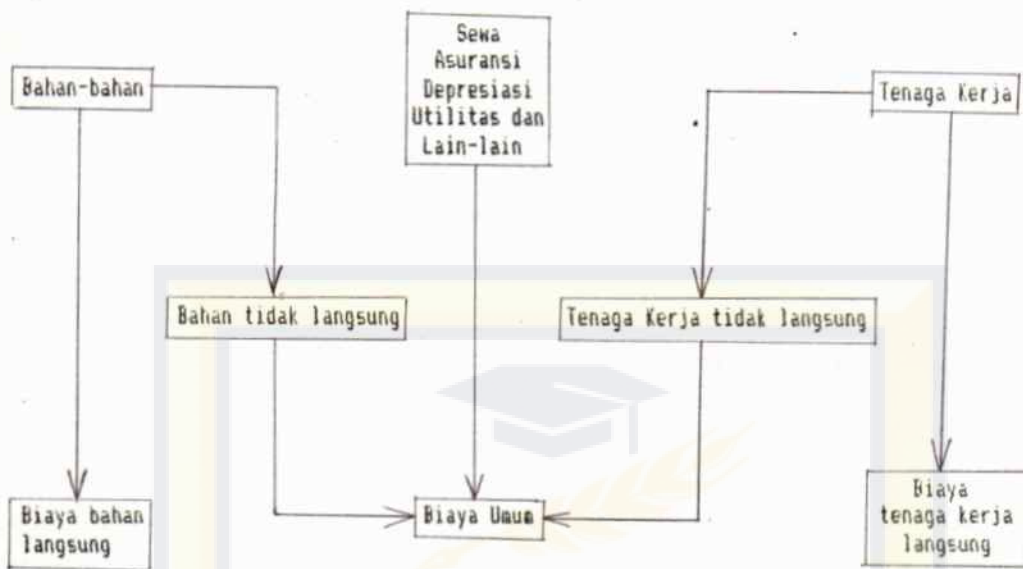 Bahan-bahan
Sewa
Asuransi
Depresiasi
Utilitas dan
Lain-lain
Tenaga Kerja
Bahan tidak langsung
Tenaga Kerja tidak langsung
Biaya bahan
langsung
Biaya Umum
Biaya
tenaga kerja
langsung